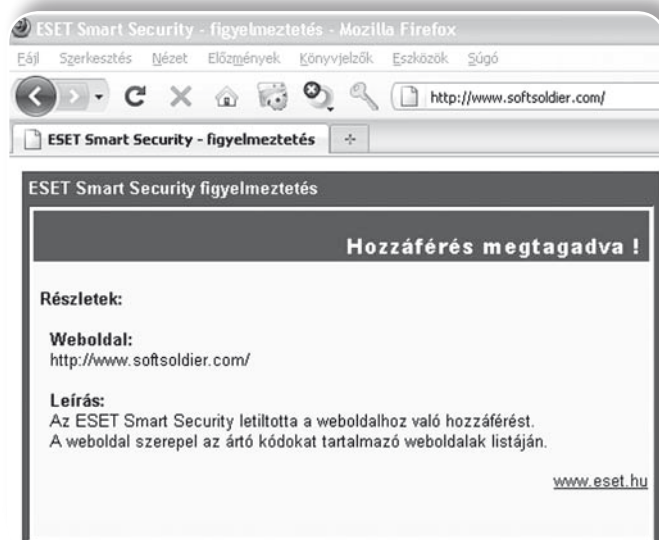 ESET Smart Security - figyelmeztetés - Mozilla Firefox
Fájl Szerkesztés Nézet Előzmények Könyvjelzők Eszközök Súgó
http://www.softsoldier.com/
ESET Smart Security - figyelmeztetés
ESET Smart Security figyelmeztetés
Hozzáférés megtagadva !
Részletek:
Weboldal:
http://www.softsoldier.com/
Leírás:
Az ESET Smart Security letiltotta a weboldalhoz való hozzáférést.
A weboldal szerepel az ártó kódokat tartalmazó weboldalak listáján.
www.eset.hu